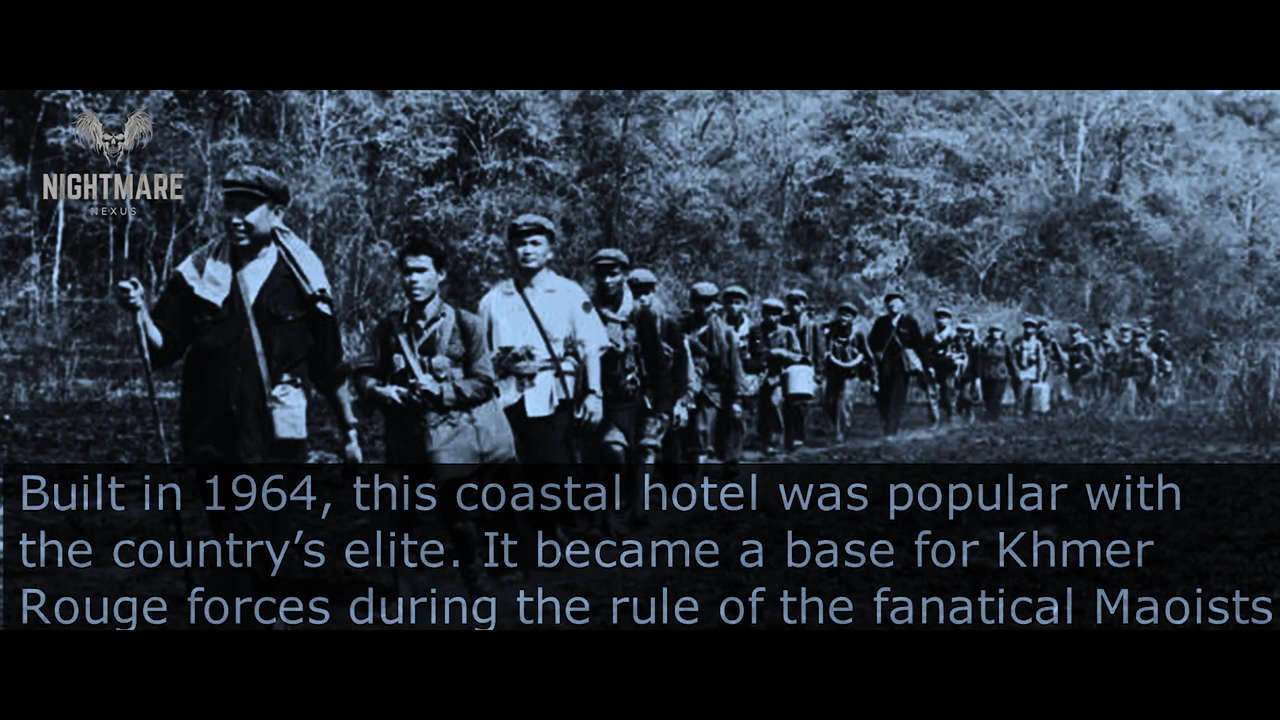 NIGHTMARE
NEXUS
Built in 1964, this coastal hotel was popular with
the country’s elite. It became a base for Khmer
Rouge forces during the rule of the fanatical Maoists